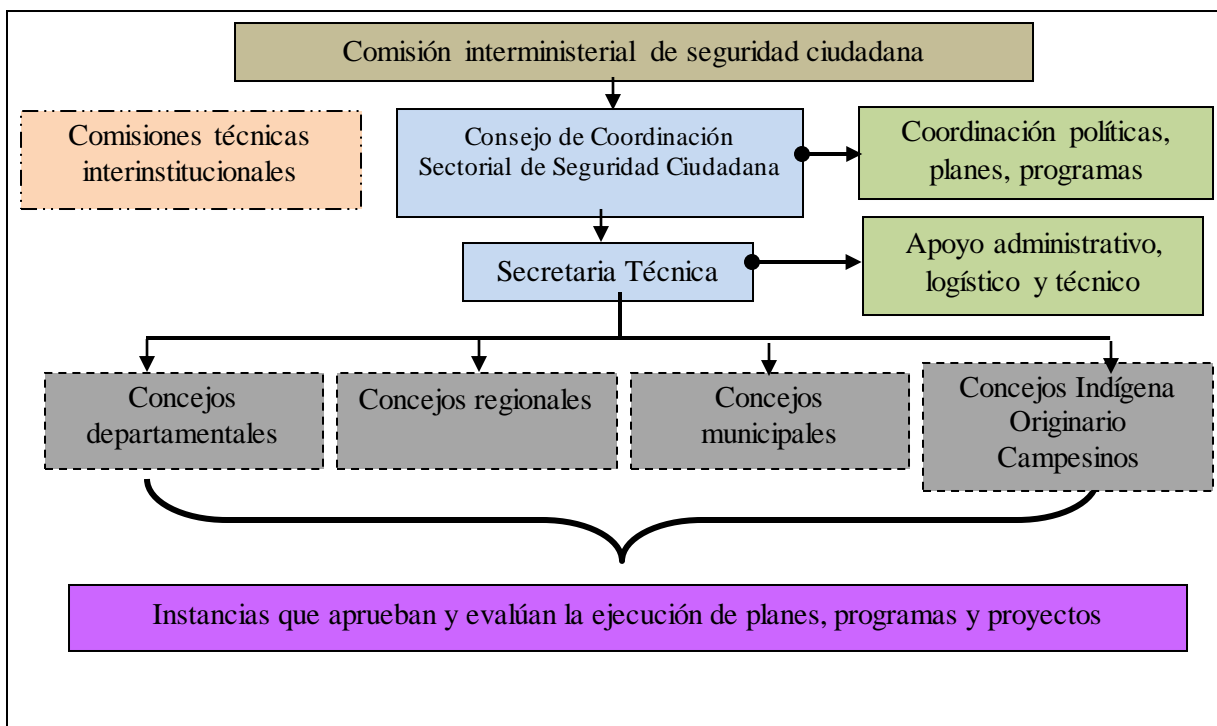 Comisión interministerial de seguridad ciudadana
Comisiones técnicas
interinstitucionales
Consejo de Coordinación
Sectorial de Seguridad Ciudadana
Coordinación políticas,
planes, programas
Secretaria Técnica
Apoyo administrativo,
logístico y técnico
Concejos
departamentales
Concejos regionales
Concejos
municipales
Concejos Indígena
Originario
Campesinos
Instancias que aprueban y evalúan la ejecución de planes, programas y proyectos